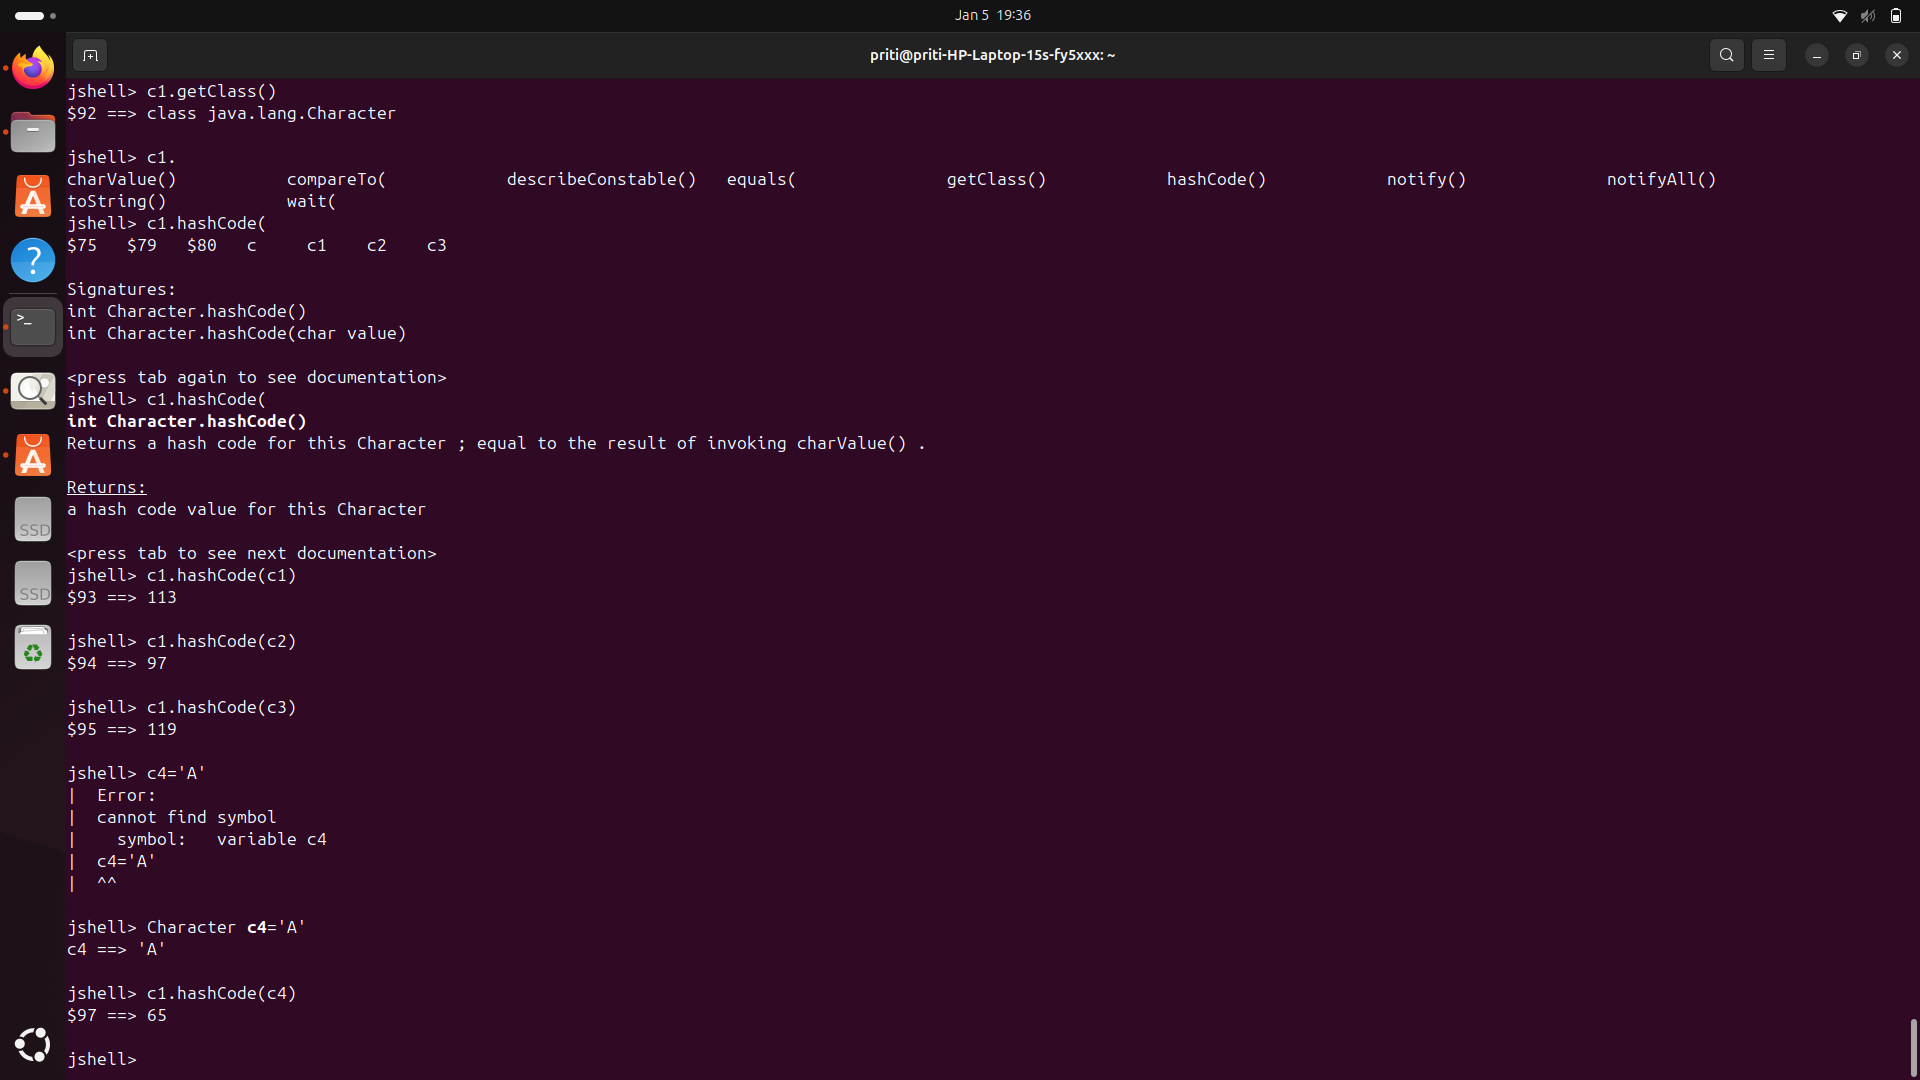 Jan 5 19:36
priti@priti-HP-Laptop-15s-fy5xxx: ~
jshell> c1.getClass()
$92 ==> class java.lang.Character
jshell> c1.
charValue() compareTo( describeConstable() equals( getClass() hashCode() notify() notifyAll()
toString() wait(
jshell> c1.hashCode(
$75 $79 $80 c c1 c2 c3
Signatures:
int Character.hashCode()
int Character.hashCode(char value)
<press tab again to see documentation>
jshell> c1.hashCode(
int Character.hashCode()
Returns a hash code for this Character ; equal to the result of invoking charValue() .
Returns:
a hash code value for this Character
<press tab to see next documentation>
jshell> c1.hashCode(c1)
$93 ==> 113
jshell> c1.hashCode(c2)
$94 ==> 97
jshell> c1.hashCode(c3)
$95 ==> 119
jshell> c4='A'
| Error:
| cannot find symbol
| symbol: variable c4
| c4='A'
| ^^
jshell> Character c4='A'
c4 ==> 'A'
jshell> c1.hashCode(c4)
$97 ==> 65
jshell>
A
?
>_
A
SSD
SSD